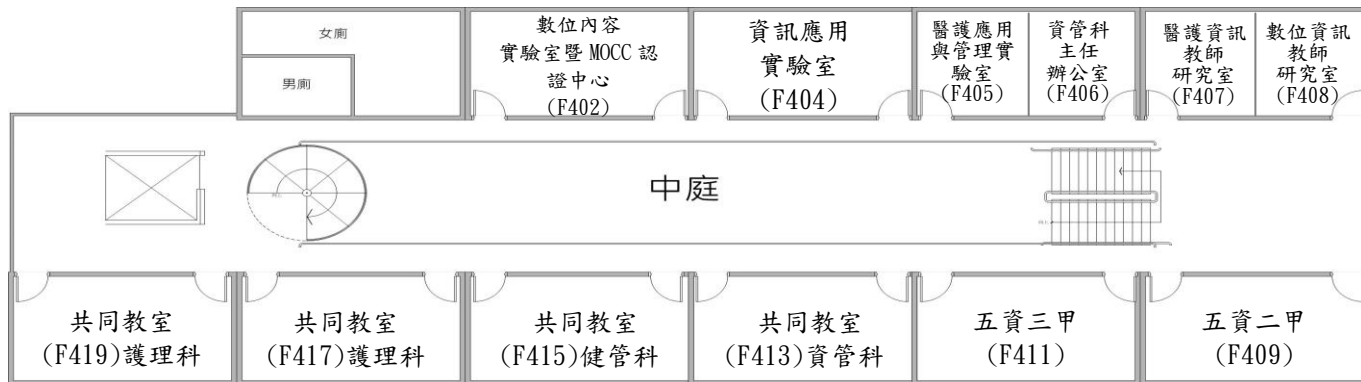 女廁
男廁
數位內容
實驗室暨 MOCC 認
證中心
(F402)
資訊應用
實驗室
(F404)
醫護應用
與管理實
驗室
(F405)
資管科
主任
辦公室
(F406)
醫護資訊
教師
研究室
(F407)
數位資訊
教師
研究室
(F408)
中庭
共同教室
(F419)護理科
共同教室
(F417)護理科
共同教室
(F415)健管科
共同教室
(F413)資管科
五資三甲
(F411)
五資二甲
(F409)